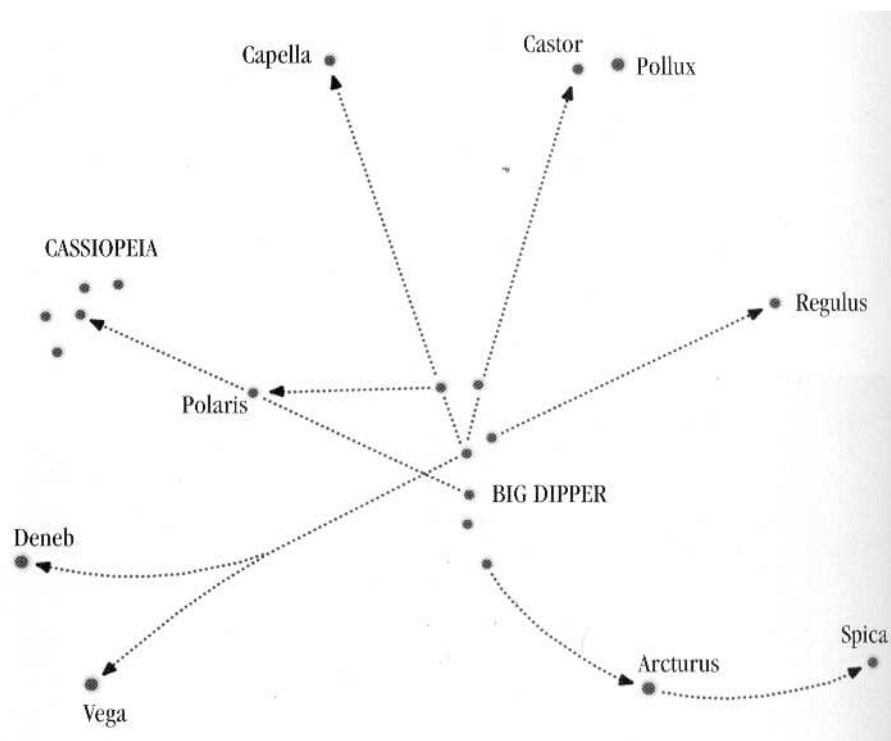 Capella
Castor
Pollux
CASSIOPEIA
Regulus
Polaris
BIG DIPPER
Deneb
Spica
Arcturus
Vega